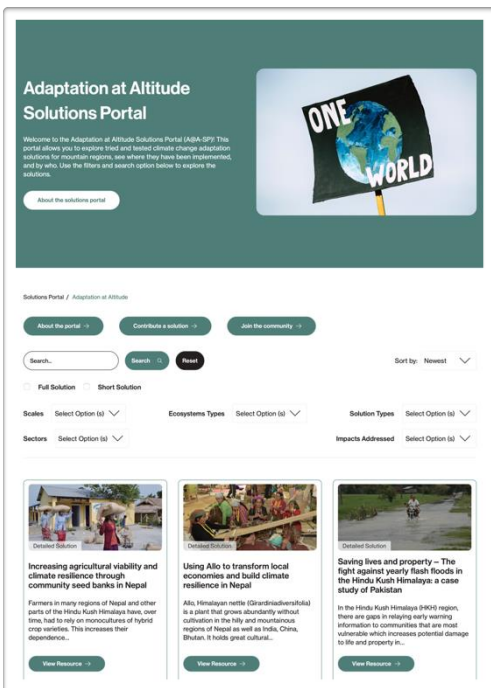 Adaptation at Altitude
Solutions Portal
Welcome to the Adaptation at Altitude Solutions Portal (A@A-SP)! This
portal allows you to explore tried and tested climate change adaptation
solutions for mountain regions, see where they have been implemented,
and by who. Use the filters and search option below to explore the
solutions.
About the solutions portal
ONE
WORLD
Solutions Portal / Adaptation at Altitude
About the portal →
Contribute a solution →
Join the community →
Search..
Search
Reset
Sort by: Newest
Full Solution
Short Solution
Scales Select Option (s)
Ecosystems Types Select Option (s)
Solution Types Select Option (s)
Sectors Select Option (s)
Impacts Addressed Select Option (s)
Detailed Solution
Increasing agricultural viability and
climate resilience through
community seed banks in Nepal
Farmers in many regions of Nepal and other
parts of the Hindu Kush Himalaya have, over
time, had to rely on monocultures of hybrid
crop varieties. This increases their
dependence...
View Resource →
Detailed Solution
Using Allo to transform local
economies and build climate
resilience in Nepal
Allo, Himalayan nettle (Girardiniadiversifolia)
is a plant that grows abundantly without
cultivation in the hilly and mountainous
regions of Nepal as well as India, China,
Bhutan. It holds great cultural...
View Resource →
Detailed Solution
Saving lives and property – The
fight against yearly flash floods in
the Hindu Kush Himalaya: a case
study of Pakistan
In the Hindu Kush Himalaya (HKH) region,
there are gaps in relaying early warning
information to communities that are most
vulnerable which increases potential damage
to life and property in...
View Resource →